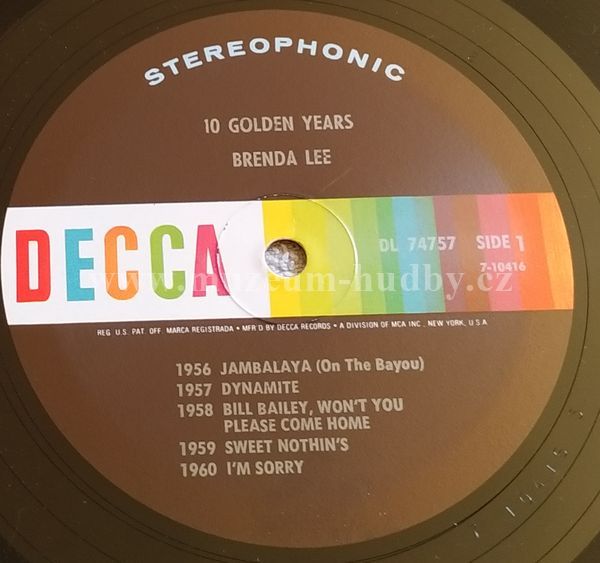 STEREOPHONIC
10 GOLDEN YEARS
BRENDA LEE
DECCA
DL 74757 SIDE 1
7-10416
www.muzeum-hudby.cz
REG. U.S. PAT. OFF. MARCA REGISTRADA • MFR'D BY DECCA RECORDS • A DIVISION OF MCA INC., NEW YORK, U.S.A
1956 JAMBALAYA (On The Bayou)
1957 DYNAMITE
1958 BILL BAILEY, WON'T YOU
PLEASE COME HOME
1959 SWEET NOTHIN'S
1960 I'M SORRY